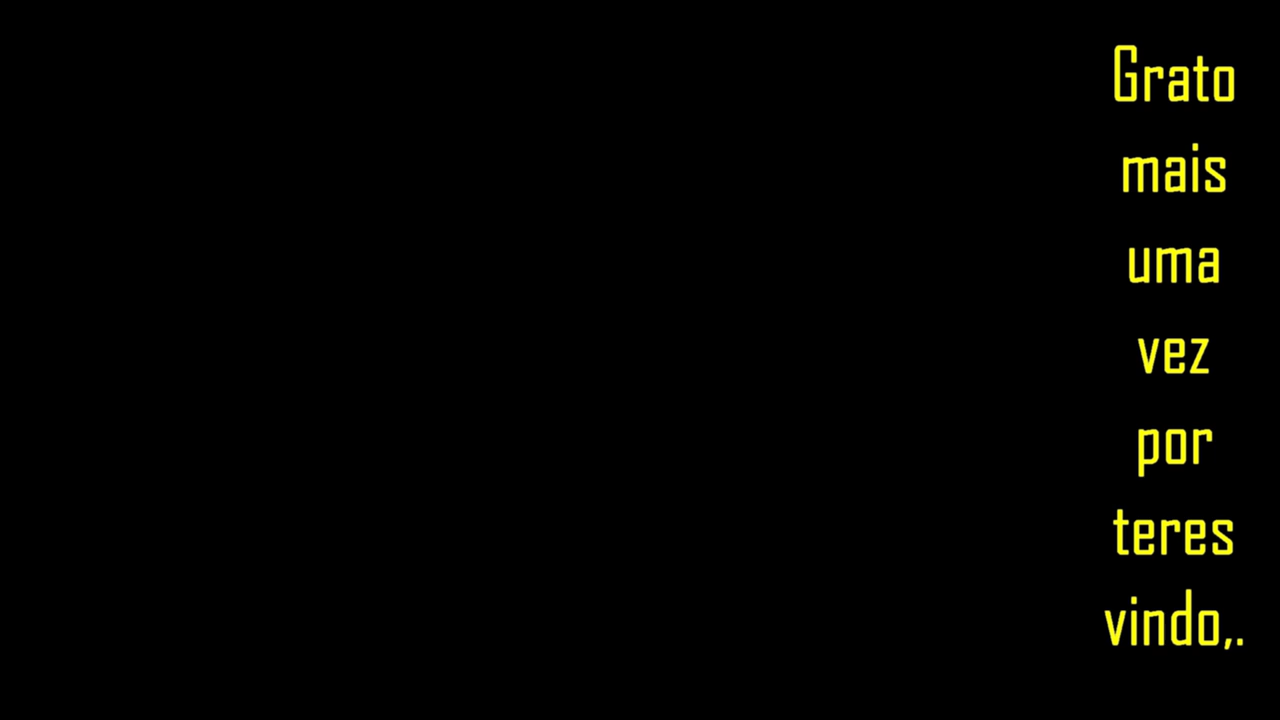 Grato
mais
uma
vez
por
teres
vindo,.